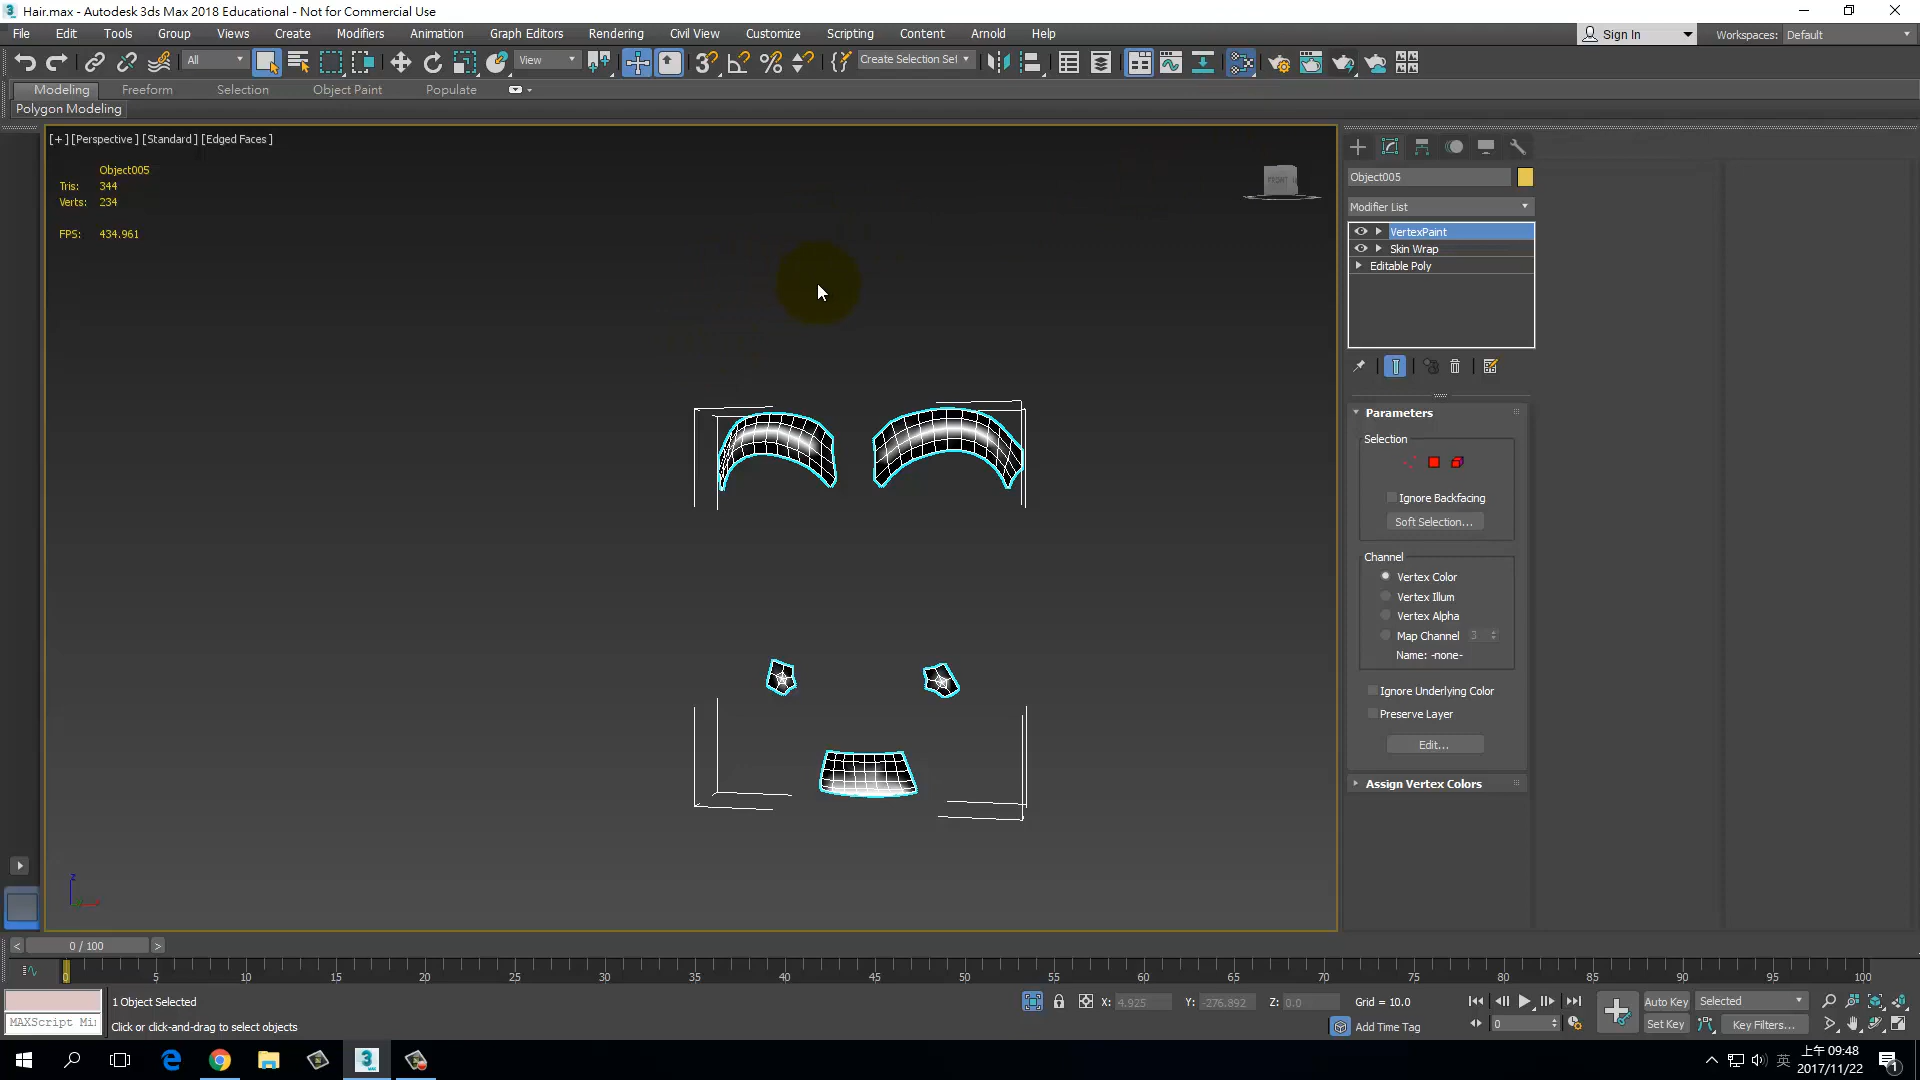 Hair.max - Autodesk 3ds Max 2018 Educational - Not for Commercial Use
File Edit Tools Group Views Create Modifiers Animation Graph Editors Rendering Civil View Customize Scripting Content Arnold Help
Sign In
Workspaces: Default
All
View
Create Selection Set
Modeling Freeform Selection Object Paint Populate
Polygon Modeling
[+] [Perspective ] [Standard ] [Edged Faces ]
Object005
Tris: 344
Verts: 234
FPS: 434.961
Object005
Modifier List
VertexPaint
Skin Wrap
Editable Poly
Parameters
Selection
Ignore Backfacing
Soft Selection...
Channel
Vertex Color
Vertex Illum
Vertex Alpha
Map Channel 3
Name: -none-
Ignore Underlying Color
Preserve Layer
Edit...
Assign Vertex Colors
z
< 0 / 100 >
0 5 10 15 20 25 30 35 40 45 50 55 60 65 70 75 80 85 90 95 100
1 Object Selected
X: 4.925 Y: -276.892 Z: 0.0 Grid = 10.0
Auto Key Selected
MAXScript Mi
Click or click-and-drag to select objects
Add Time Tag
0
Set Key Key Filters...
英
上午 09:48
2017/11/22
1